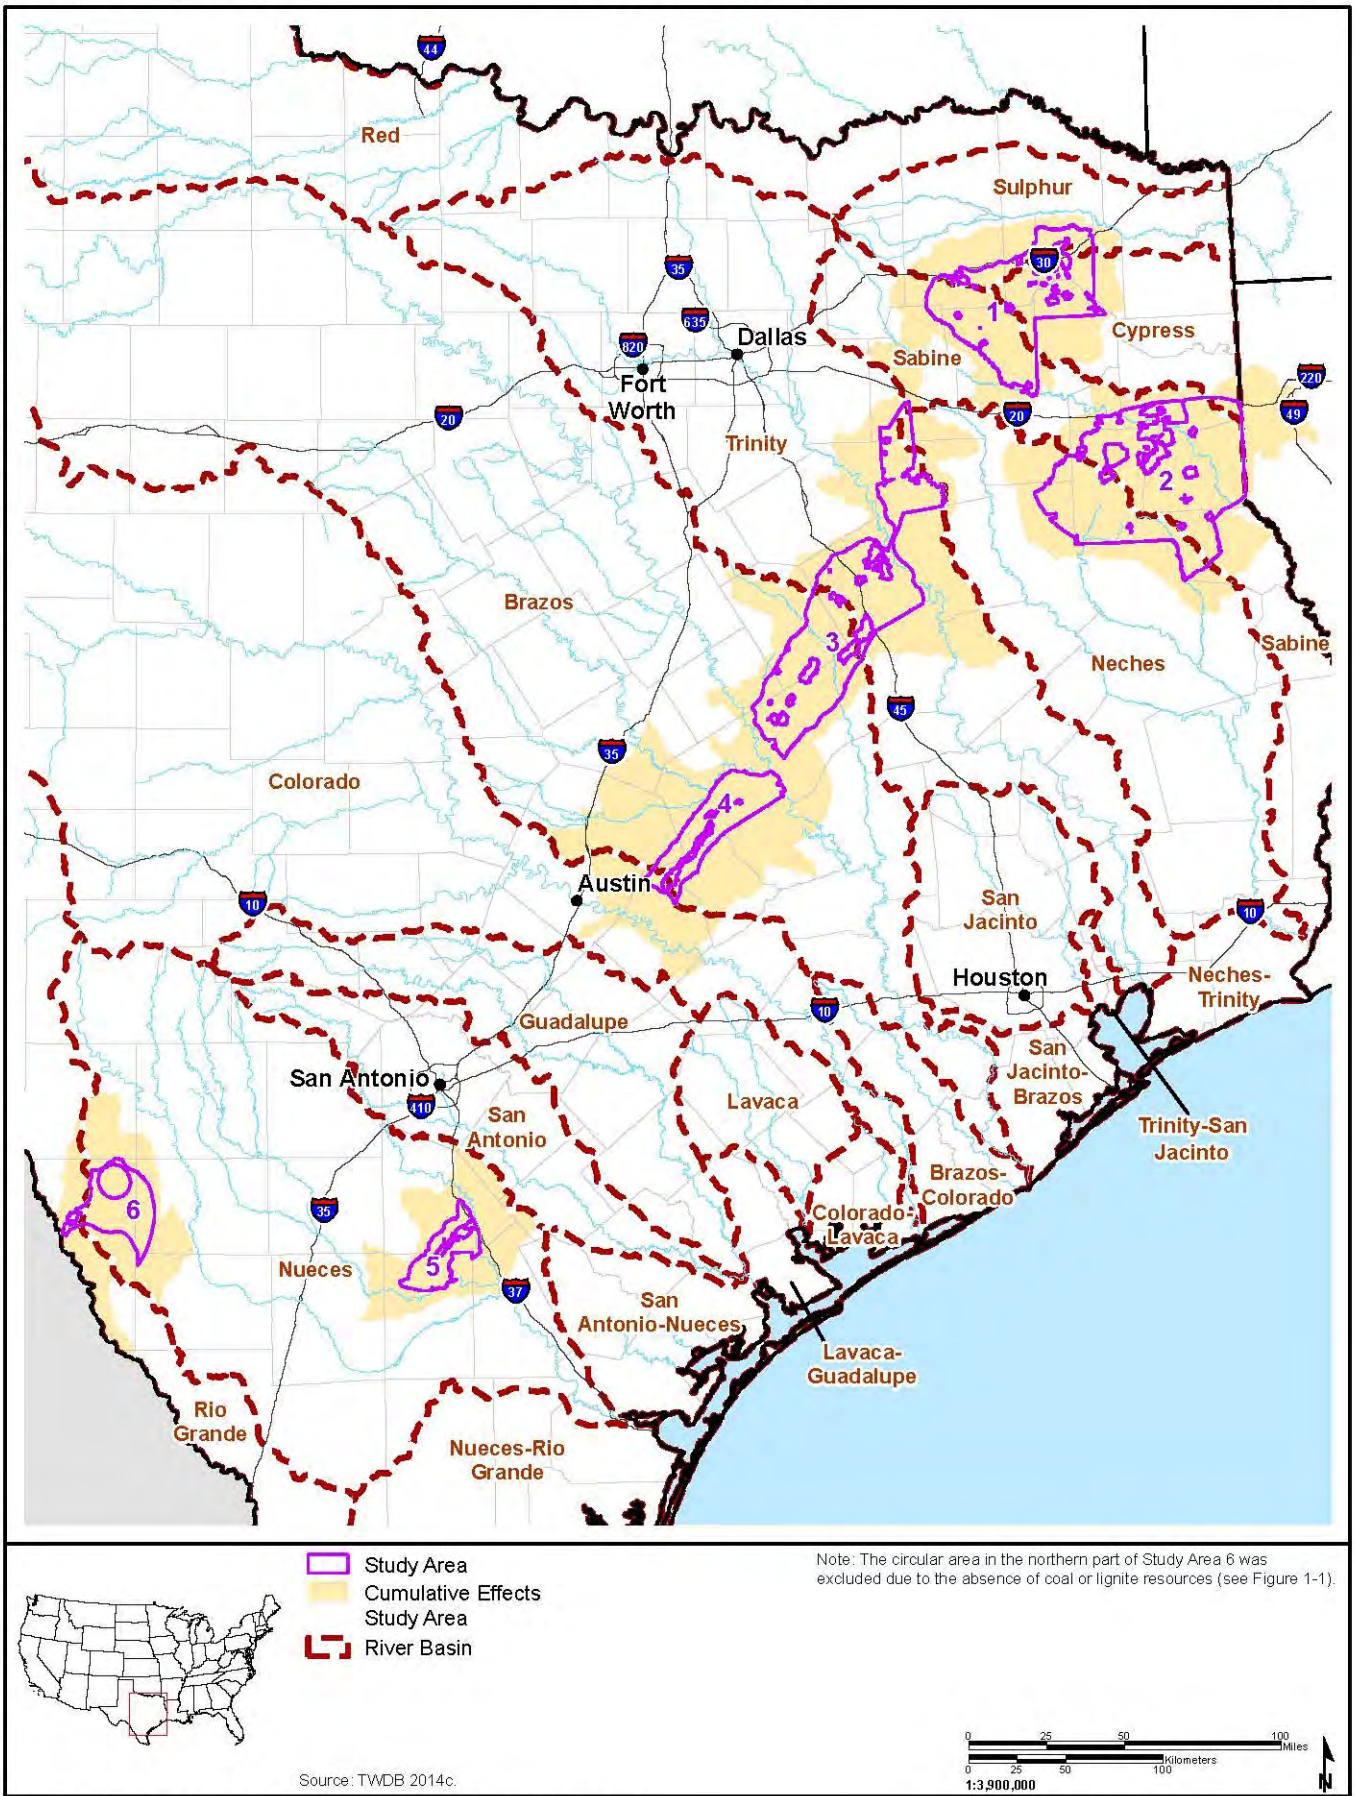 44
Red
Sulphur
30
35
1
635
Cypress
Dallas
820
Sabine
Fort
Worth
220
20
20
49
Trinity
2
Brazos
3
Sabine
Neches
45
35
Colorado
4
Austin
10
San
Jacinto
10
Houston
Neches-
Trinity
10
Guadalupe
San
Jacinto-
Brazos
San Antonio
410
Lavaca
San
Antonio
Trinity-San
Jacinto
Brazos-
Colorado
6
35
Colorado-
Lavaca
5
Nueces
37
San
Antonio-Nueces
Lavaca-
Guadalupe
Rio
Grande
Nueces-Rio
Grande
Study Area
Cumulative Effects
Study Area
River Basin
Note: The circular area in the northern part of Study Area 6 was
excluded due to the absence of coal or lignite resources (see Figure 1-1).
0 25 50 100
Miles
Kilometers
0 25 50 100
1:3,900,000
N
Source: TWDB 2014c.